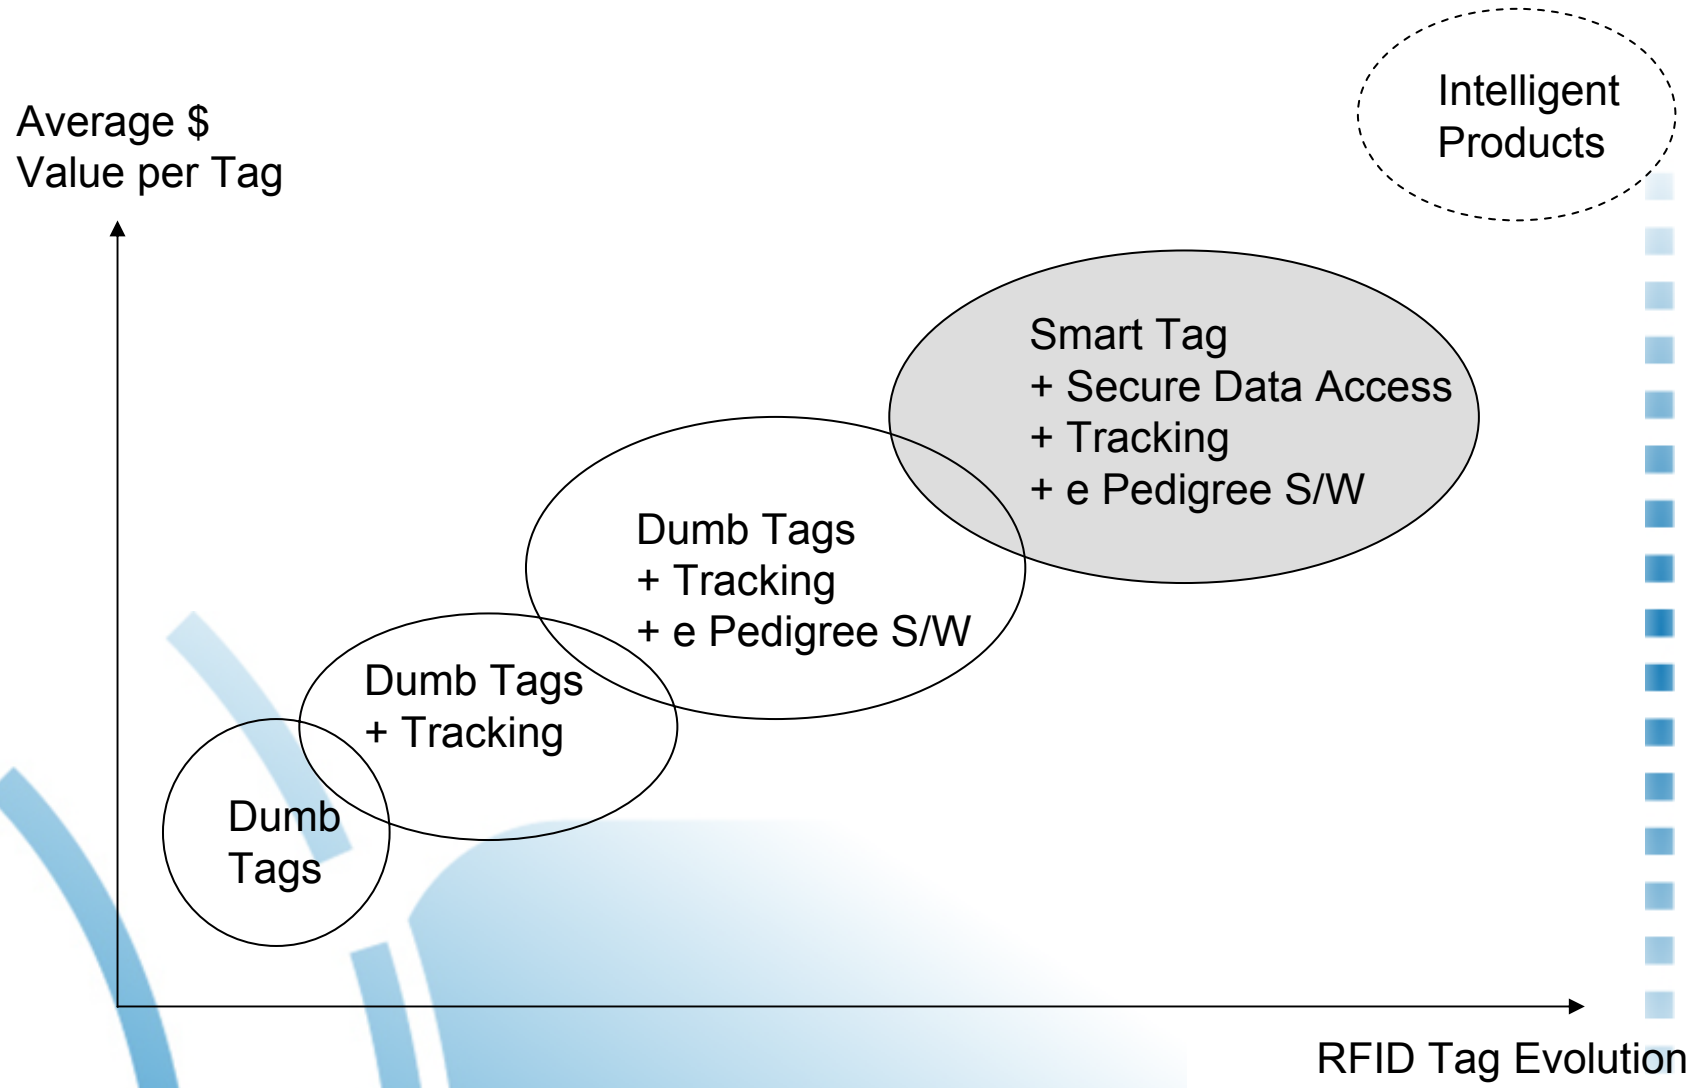 Intelligent
Products
Average $
Value per Tag
Smart Tag
+ Secure Data Access
+ Tracking
+ e Pedigree S/W
Dumb Tags
+ Tracking
+ e Pedigree S/W
Dumb Tags
+ Tracking
Dumb
Tags
RFID Tag Evolution